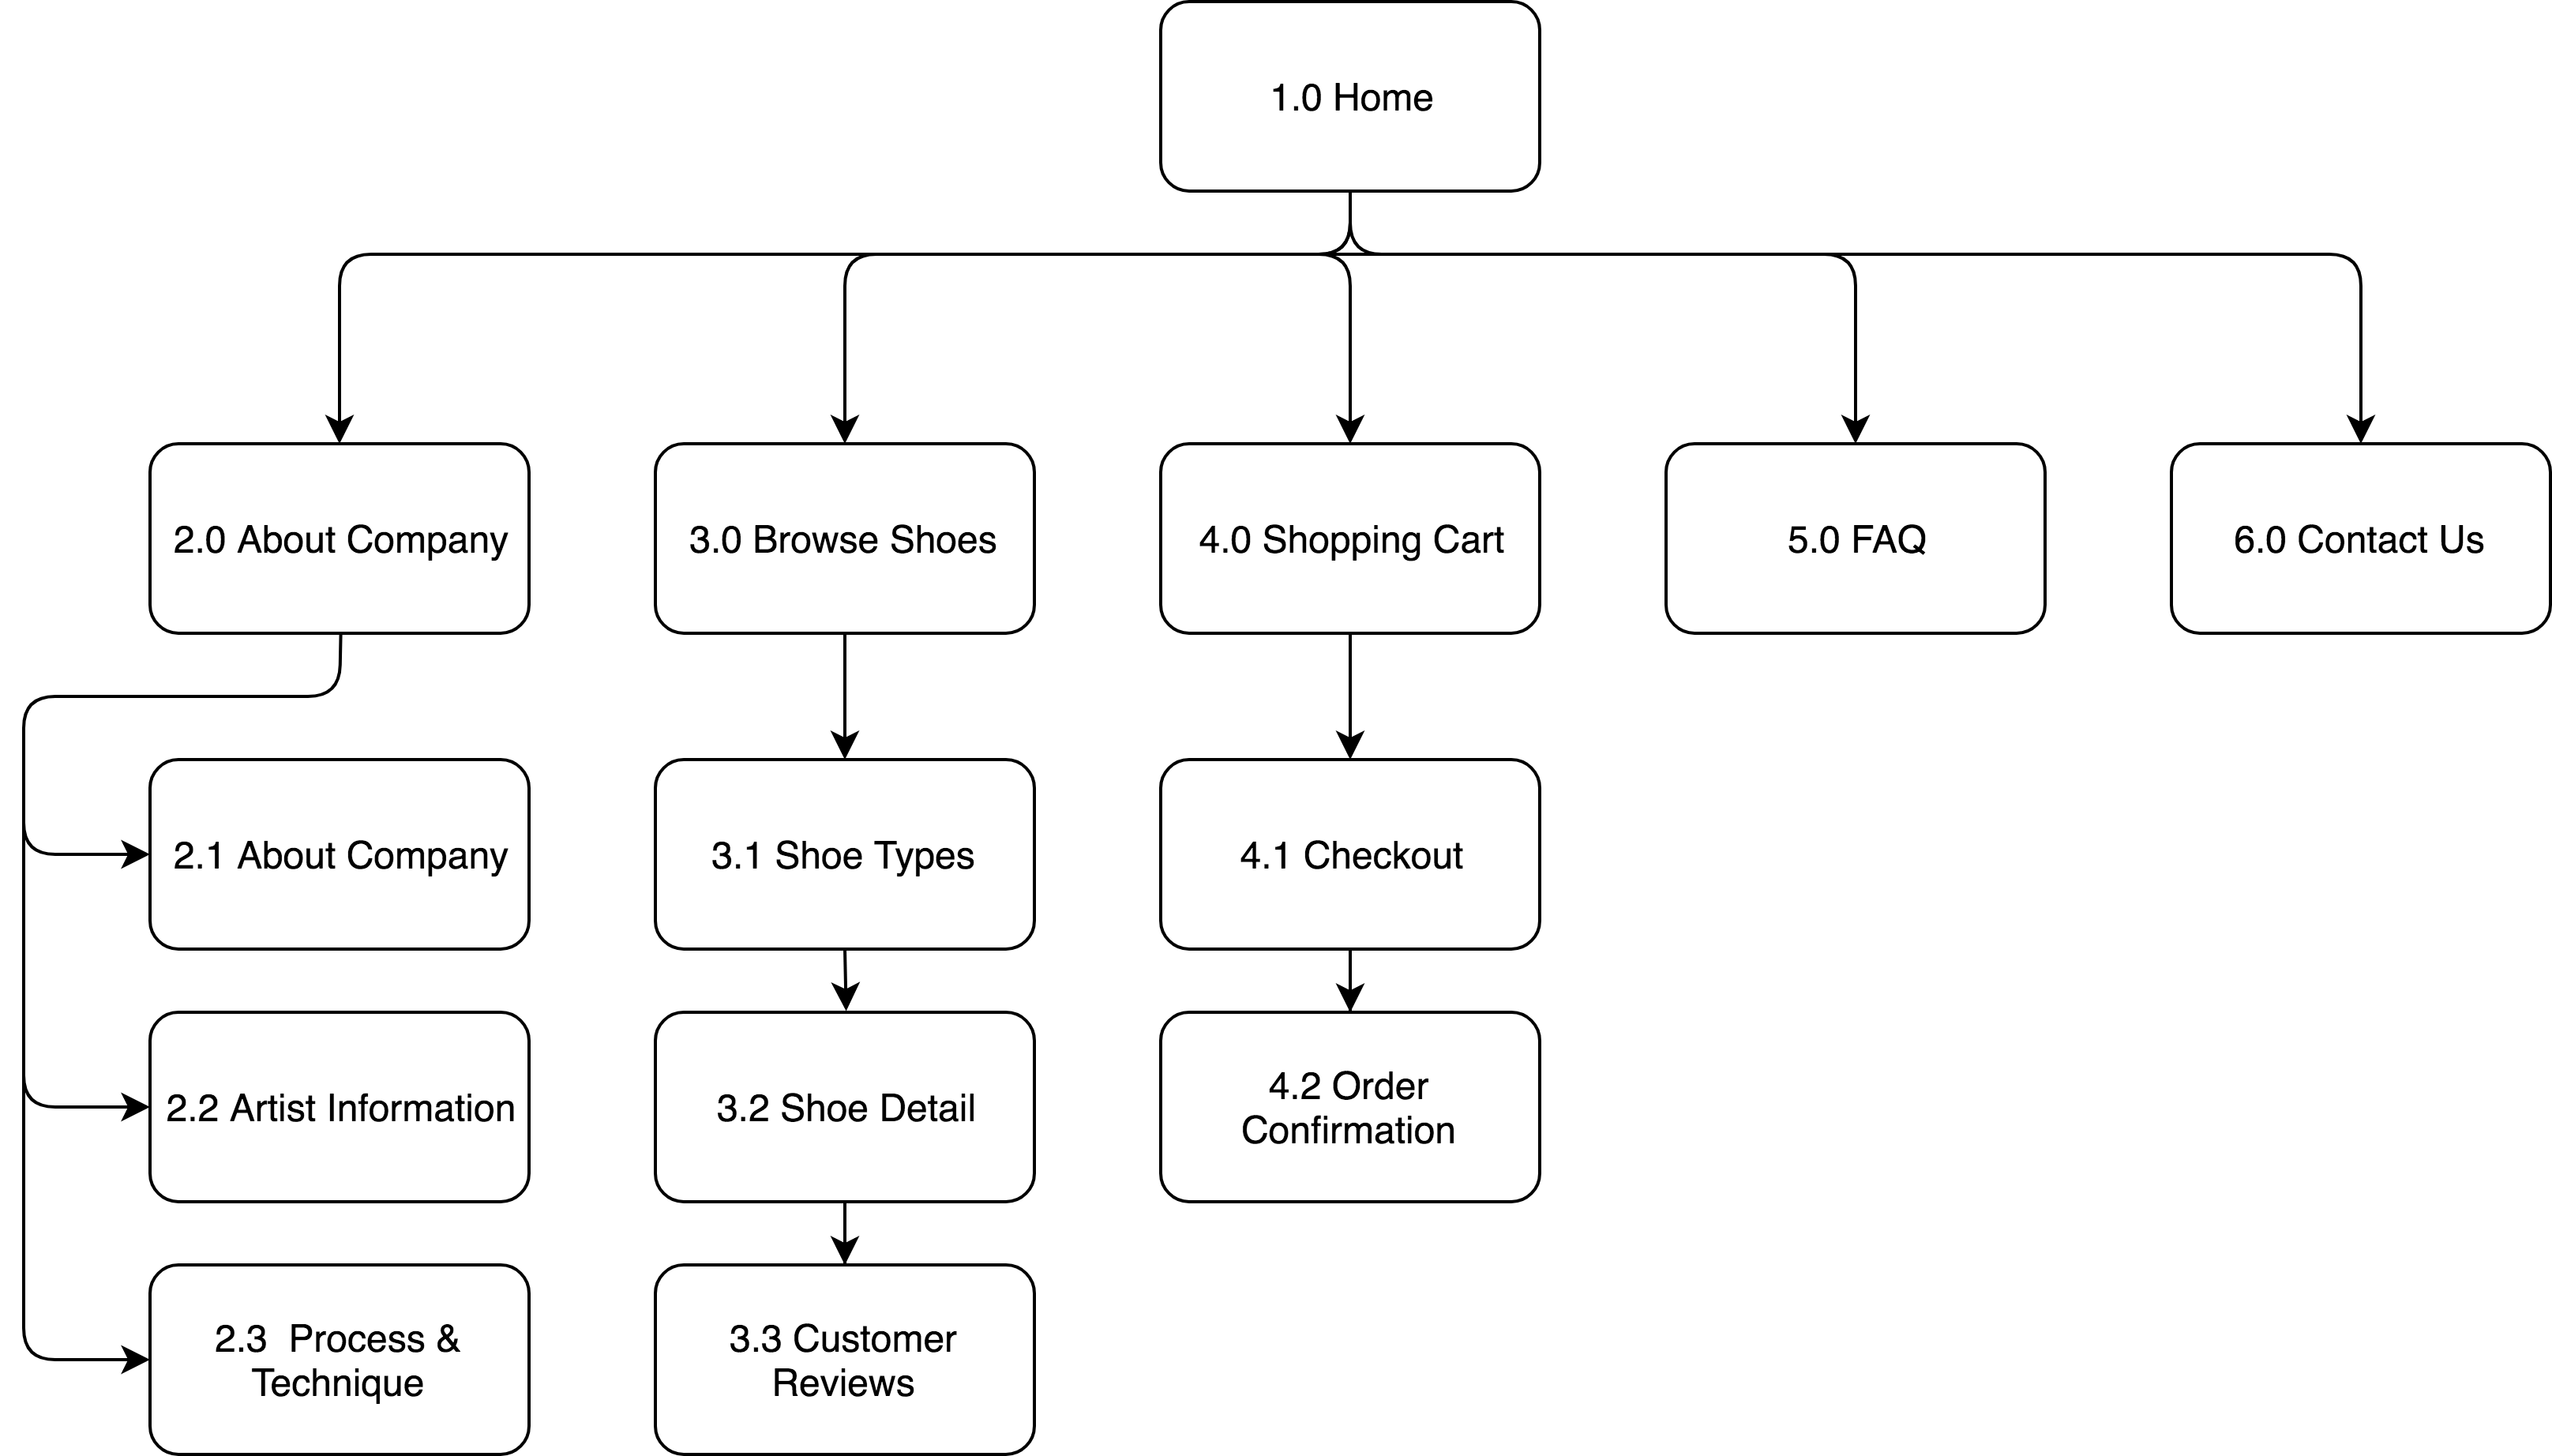 1.0 Home
2.0 About Company
3.0 Browse Shoes
4.0 Shopping Cart
5.0 FAQ
6.0 Contact Us
2.1 About Company
3.1 Shoe Types
4.1 Checkout
2.2 Artist Information
3.2 Shoe Detail
4.2 Order
Confirmation
2.3  Process &
Technique
3.3 Customer
Reviews